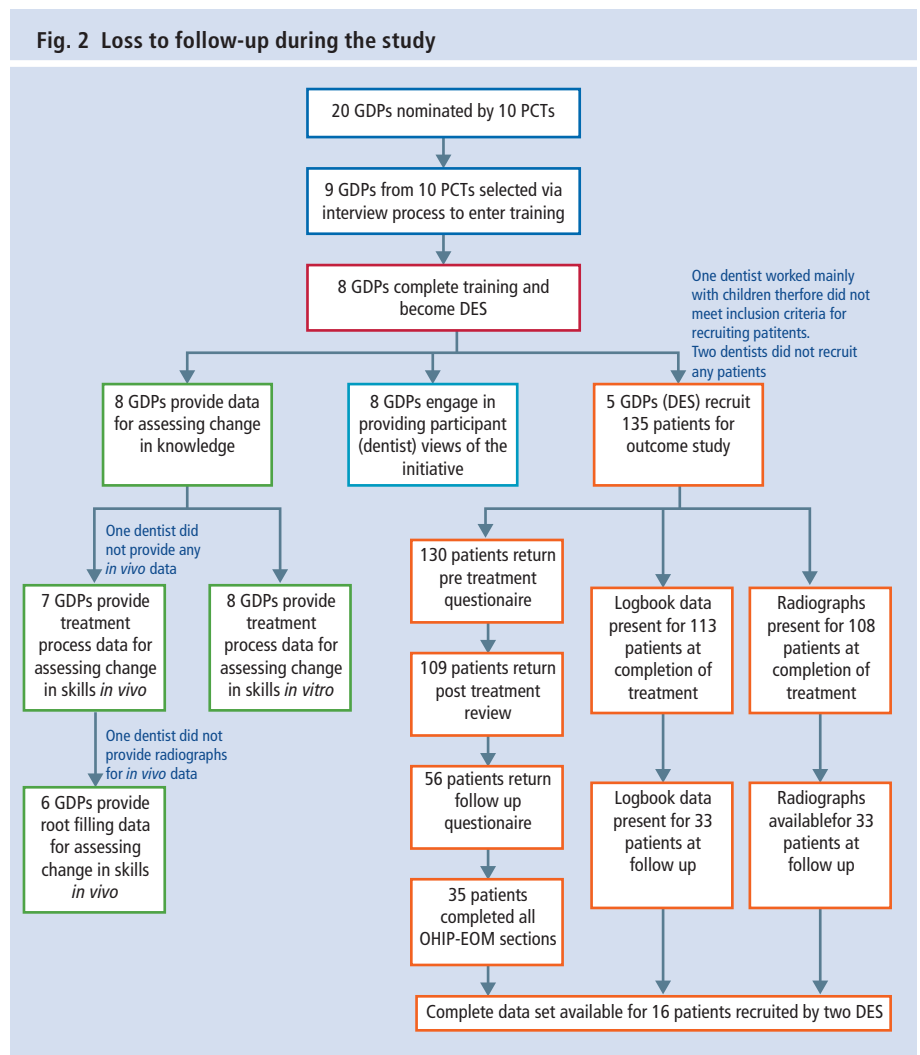 Fig. 2 Loss to follow-up during the study
20 GDPs nominated by 10 PCTs
9 GDPs from 10 PCTs selected via
interview process to enter training
8 GDPs complete training and
become DES
One dentist worked mainly
with children therfore did not
meet inclusion criteria for
recruiting patitents.
Two dentists did not recruit
any patients
8 GDPs provide data
for assessing change
in knowledge
8 GDPs engage in
providing participant
(dentist) views of the
initiative
5 GDPs (DES) recruit
135 patients for
outcome study
One dentist did
not provide any
in vivo data
7 GDPs provide
treatment
process data for
assessing change
in skills in vivo
8 GDPs provide
treatment
process data for
assessing change
in skills in vitro
One dentist did not
provide radiographs
for in vivo data
6 GDPs provide
root filling data
for assessing
change in skills
in vivo
130 patients return
pre treatment
questionaire
109 patients return
post treatment
review
56 patients return
follow up
questionaire
35 patients
completed all
OHIP-EOM sections
Logbook data
present for 113
patients at
completion of
treatment
Logbook data
present for 33
patients at
follow up
Radiographs
present for 108
patients at
completion of
treatment
Radiographs
availablefor 33
patients at
follow up
Complete data set available for 16 patients recruited by two DES